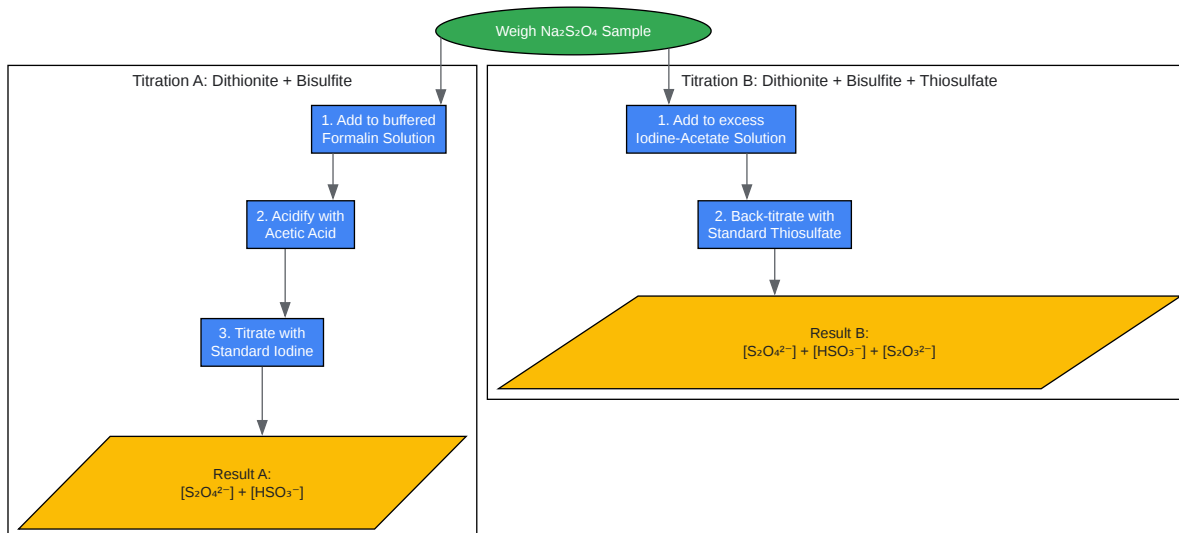 Weigh Na₂S₂O₄ Sample
Titration A: Dithionite + Bisulfite
1. Add to buffered
Formalin Solution
2. Acidify with
Acetic Acid
3. Titrate with
Standard Iodine
Result A:
[S₂O₄²⁻] + [HSO₃⁻]
Titration B: Dithionite + Bisulfite + Thiosulfate
1. Add to excess
Iodine-Acetate Solution
2. Back-titrate with
Standard Thiosulfate
Result B:
[S₂O₄²⁻] + [HSO₃⁻] + [S₂O₃²⁻]